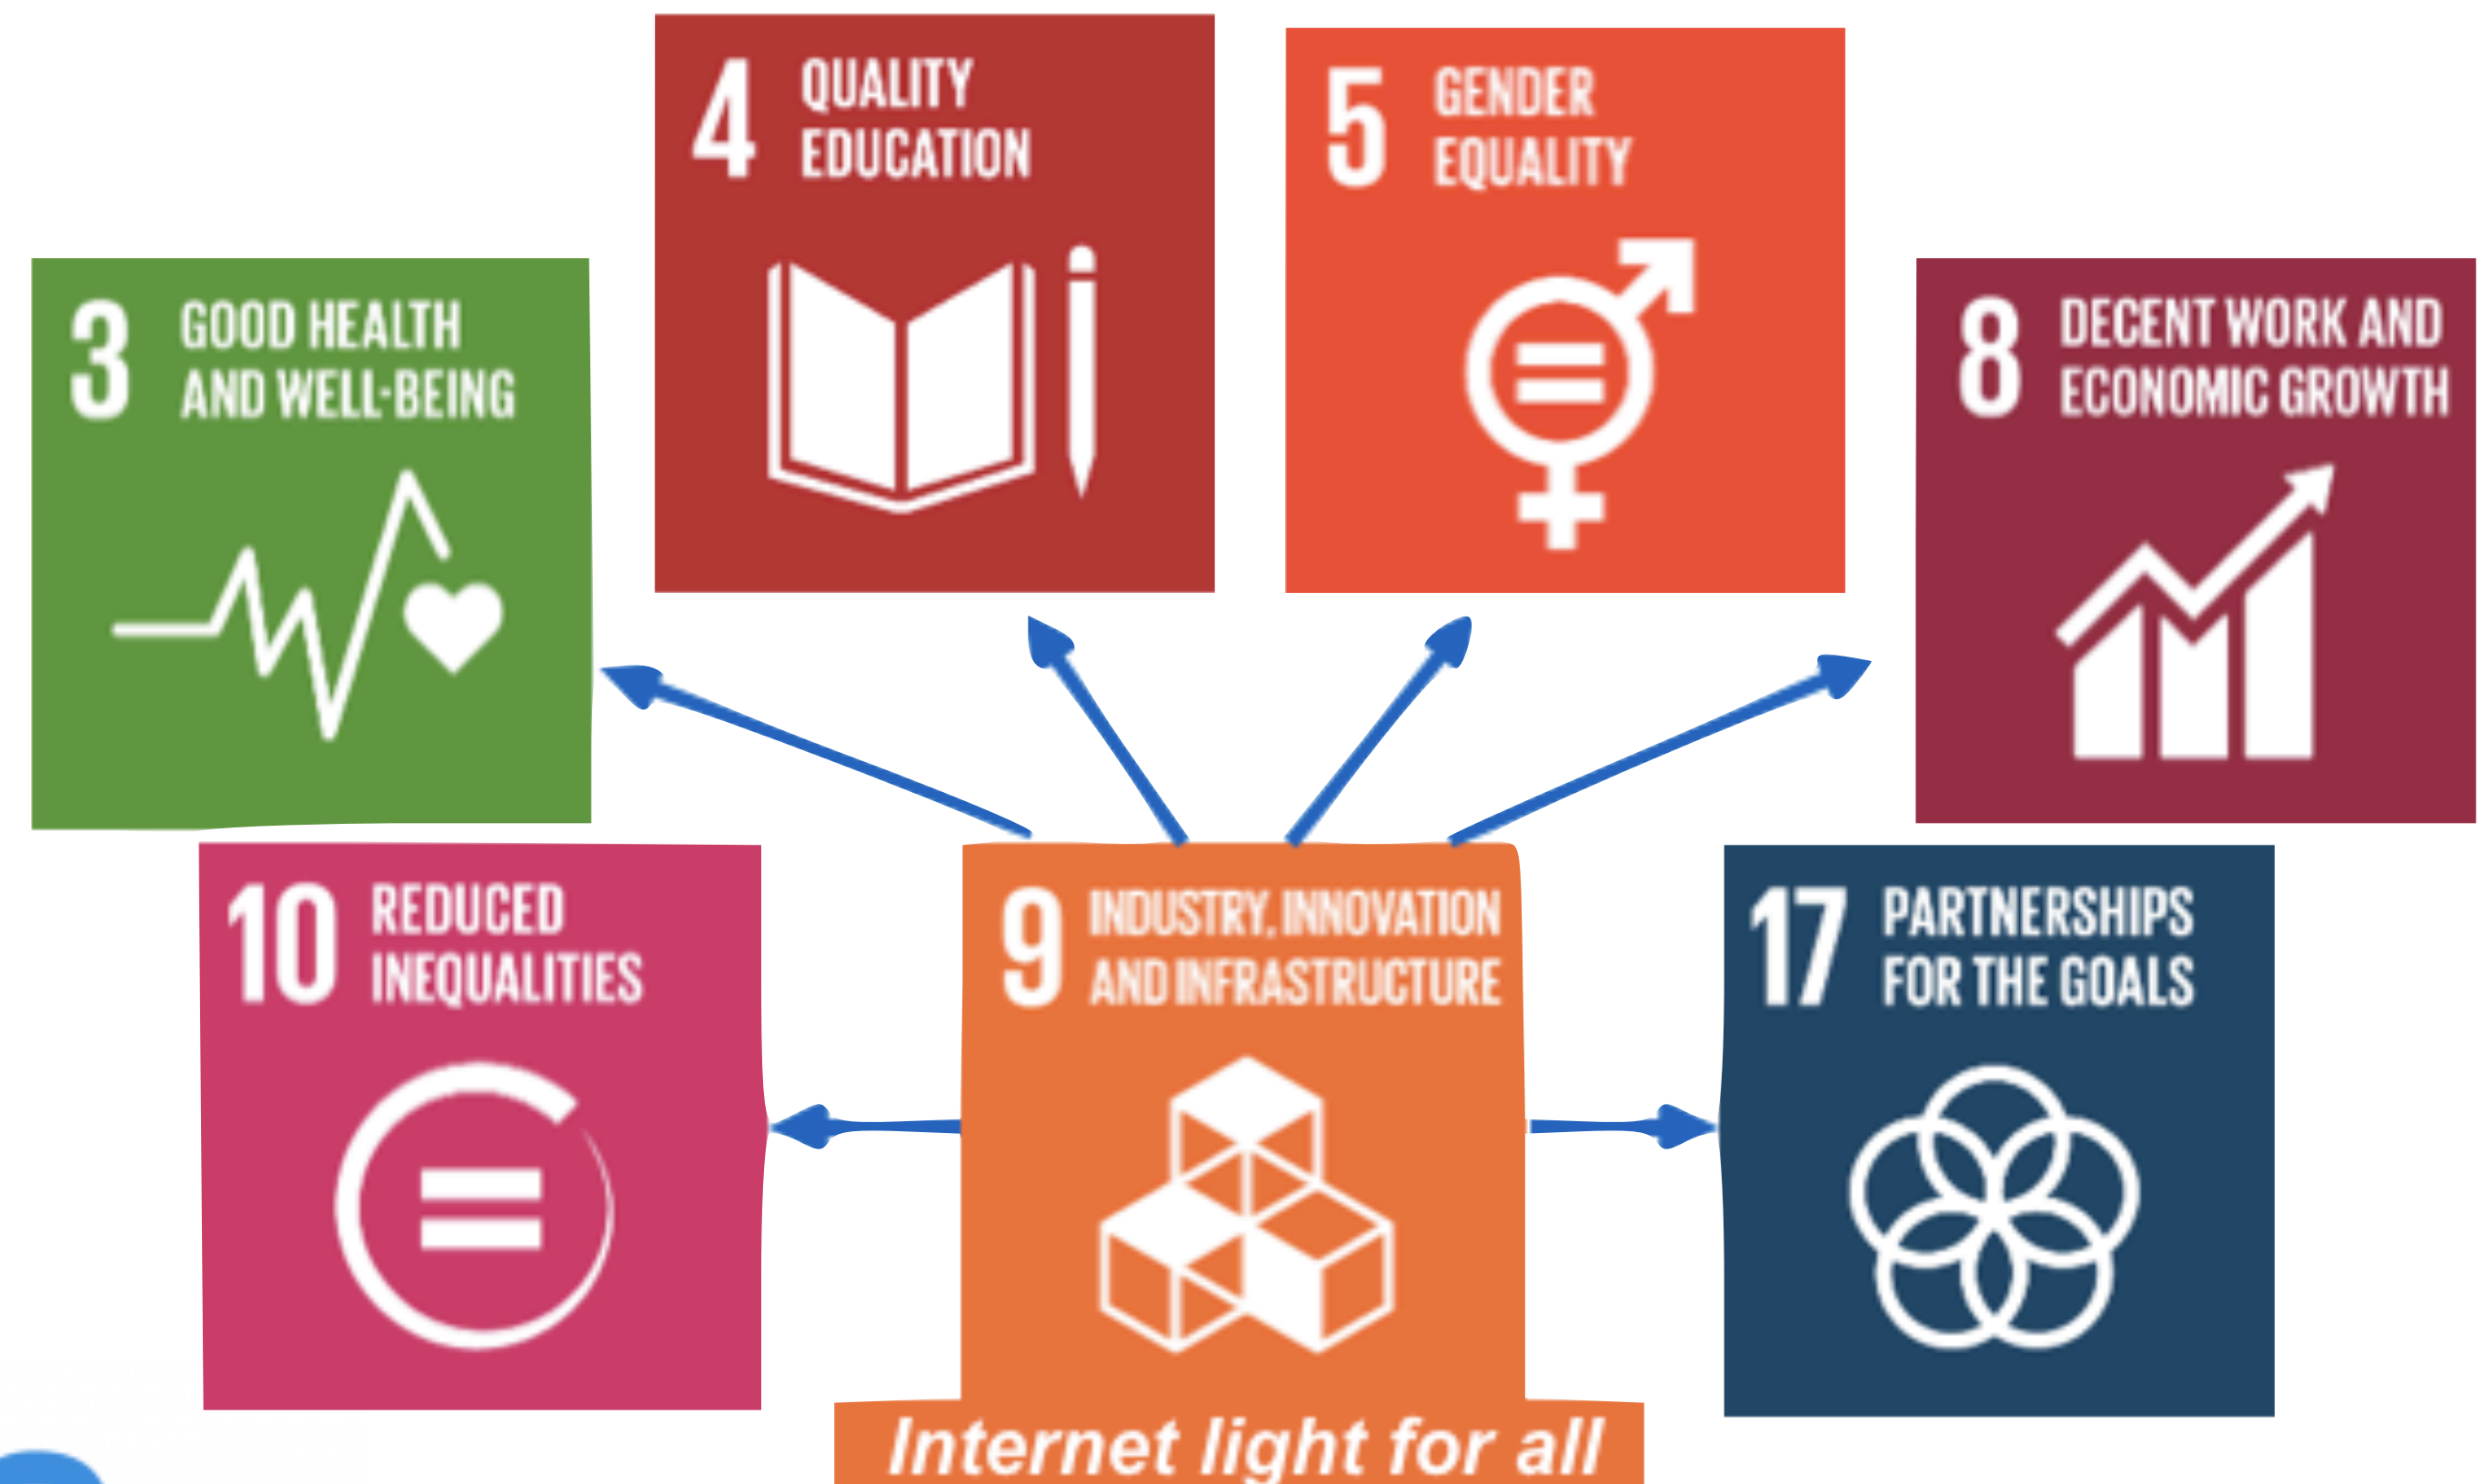 4 QUALITY
EDUCATION
5 GENDER
EQUALITY
3 GOOD HEALTH
AND WELL-BEING
8 DECENT WORK AND
ECONOMIC GROWTH
10 REDUCED
INEQUALITIES
9 INDUSTRY, INNOVATION
AND INFRASTRUCTURE
17 PARTNERSHIPS
FOR THE GOALS
Internet light for all